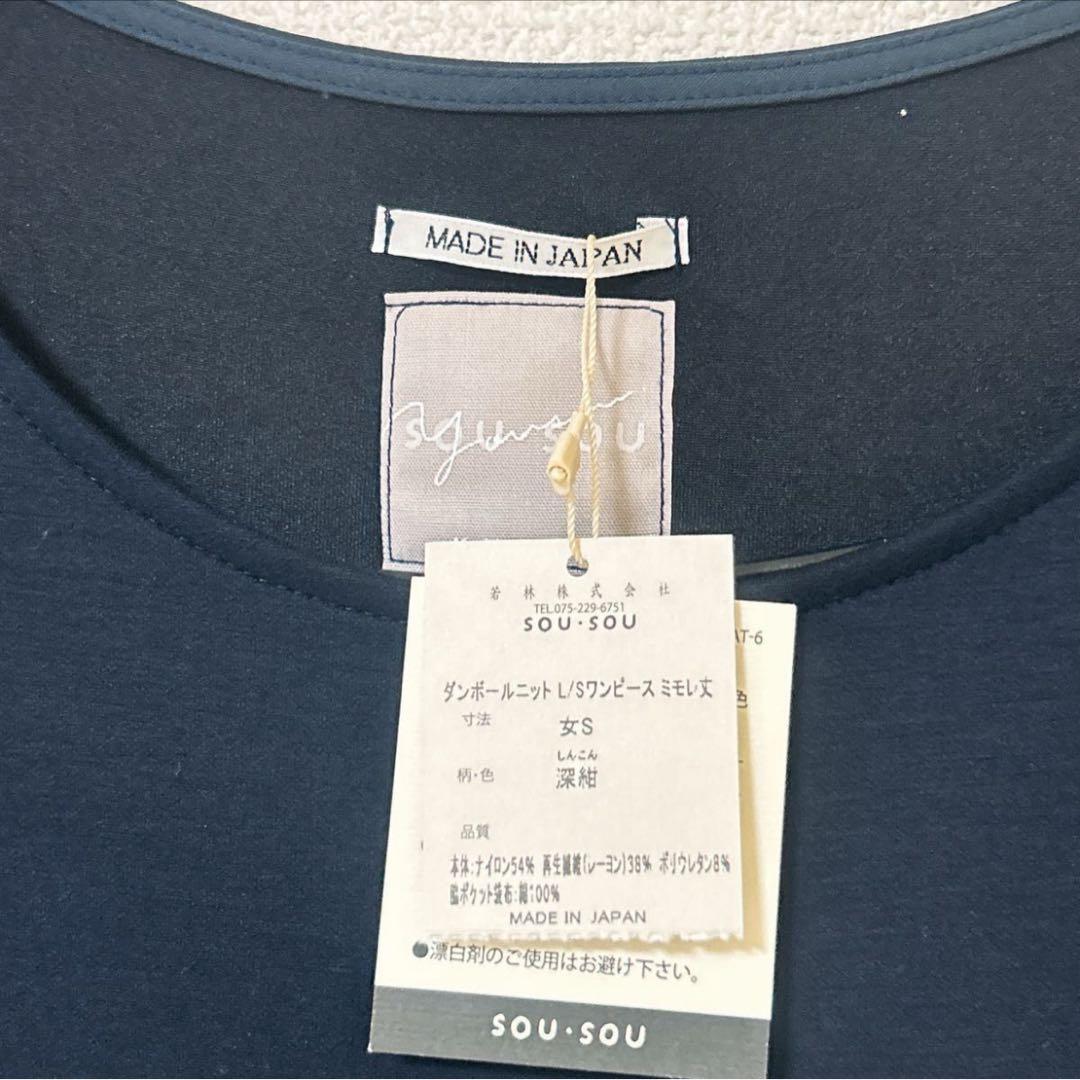 MADE IN JAPAN
SOU SOU
若林株式会社
TEL.075-229-6751
SOU・SOU
ダンボールニット L/Sワンピース ミモレ丈
寸法 女S
しんこん
柄・色 深紺
品質
本体:ナイロン54% 再生繊維(レーヨン)38% ポリウレタン8%
脇ポケット袋布:綿100%
MADE IN JAPAN
AT-6
色
●漂白剤のご使用はお避け下さい。
SOU・SOU